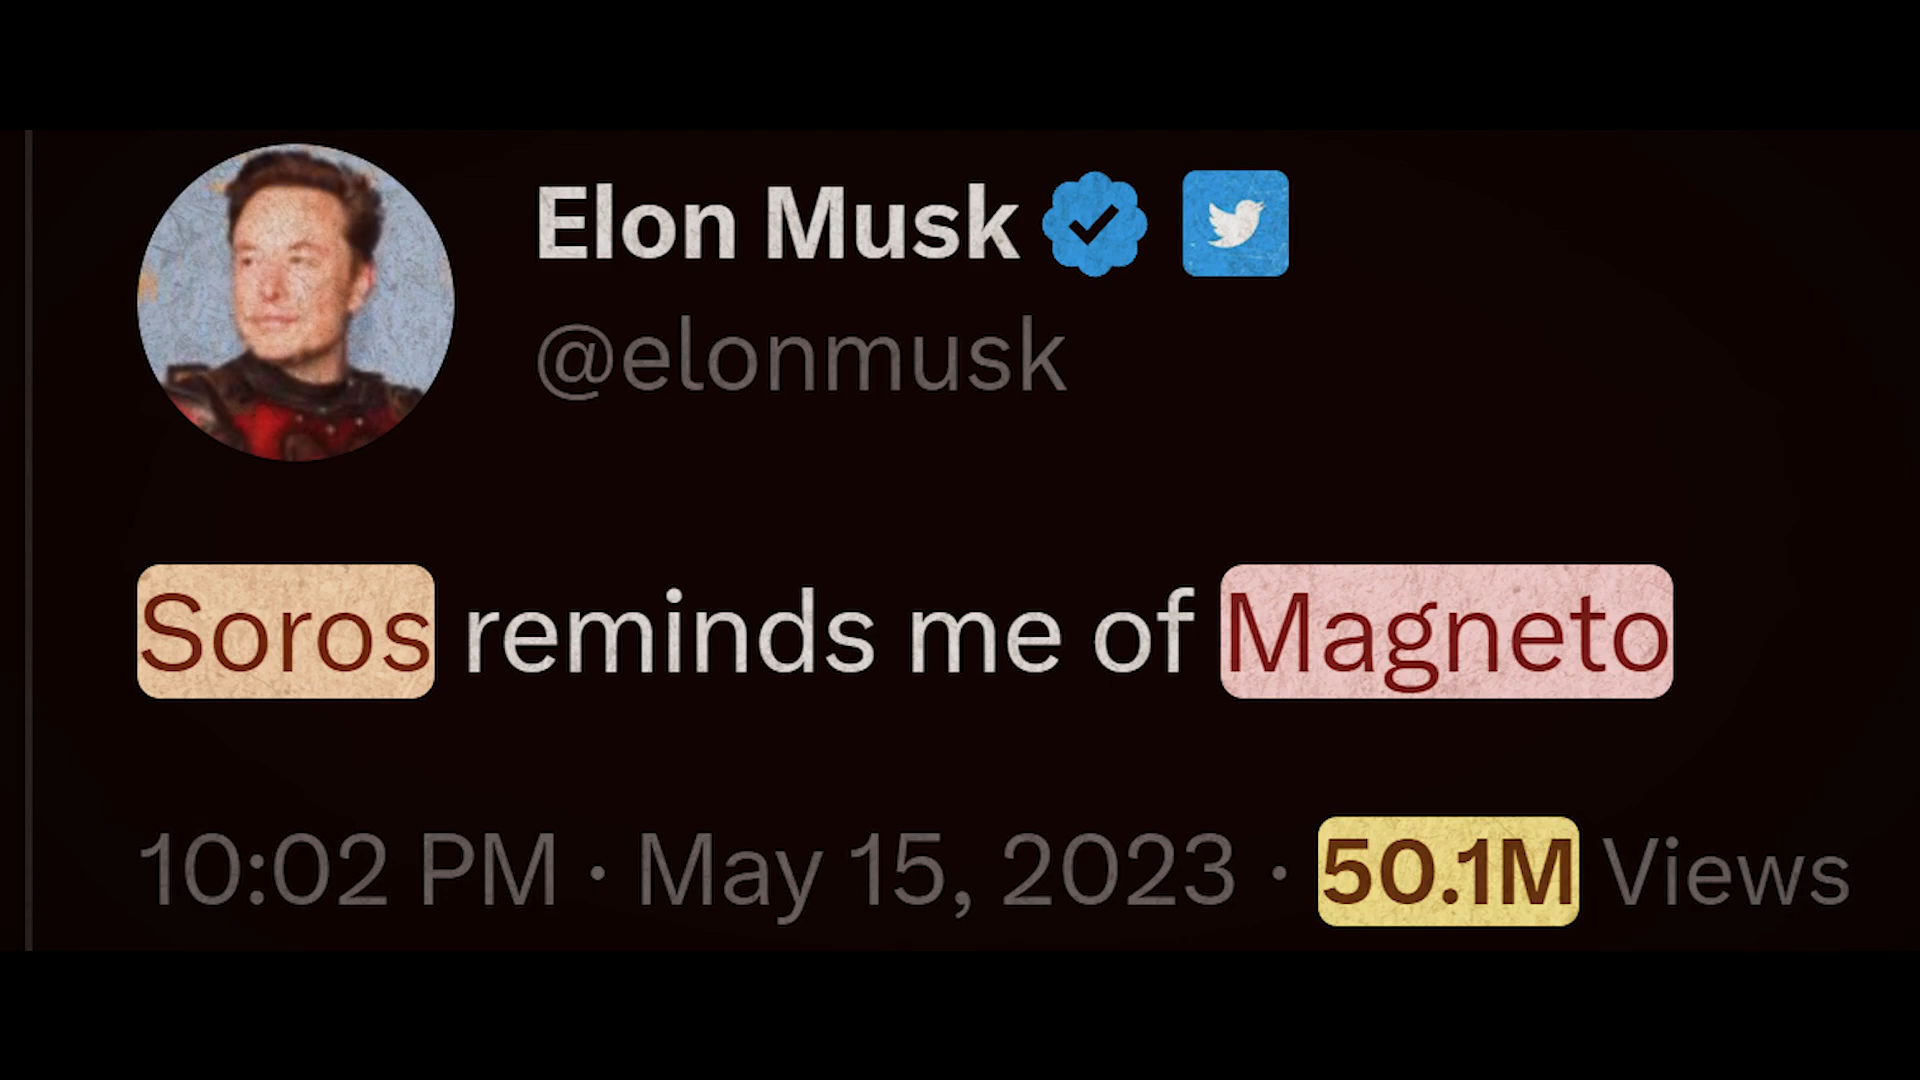 Elon Musk
@elonmusk
Soros reminds me of Magneto
10:02 PM · May 15, 2023 · 50.1M Views